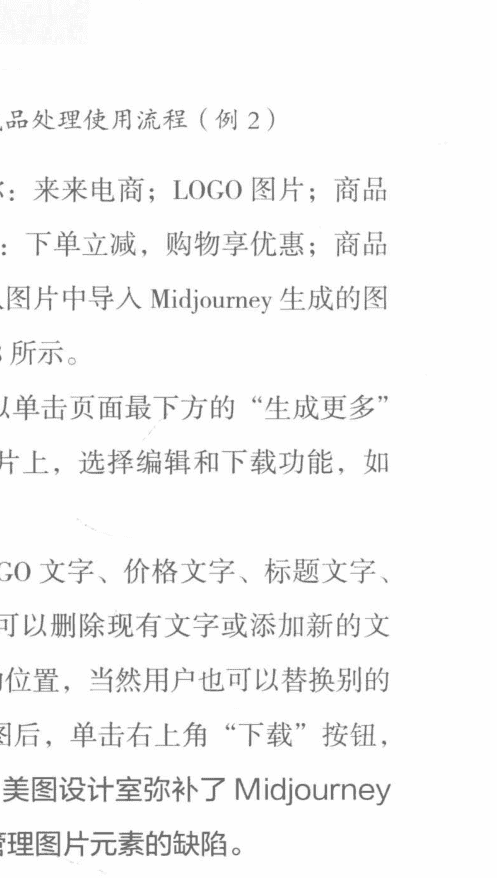 品处理使用流程（例 2）
：来来电商；LOGO 图片；商品
：下单立减，购物享优惠；商品
图片中导入 Midjourney 生成的图
所示。
以单击页面最下方的“生成更多”
片上，选择编辑和下载功能，如
GO 文字、价格文字、标题文字、
可以删除现有文字或添加新的文
位置，当然用户也可以替换别的
图后，单击右上角“下载”按钮，
美图设计室弥补了 Midjourney
管理图片元素的缺陷。